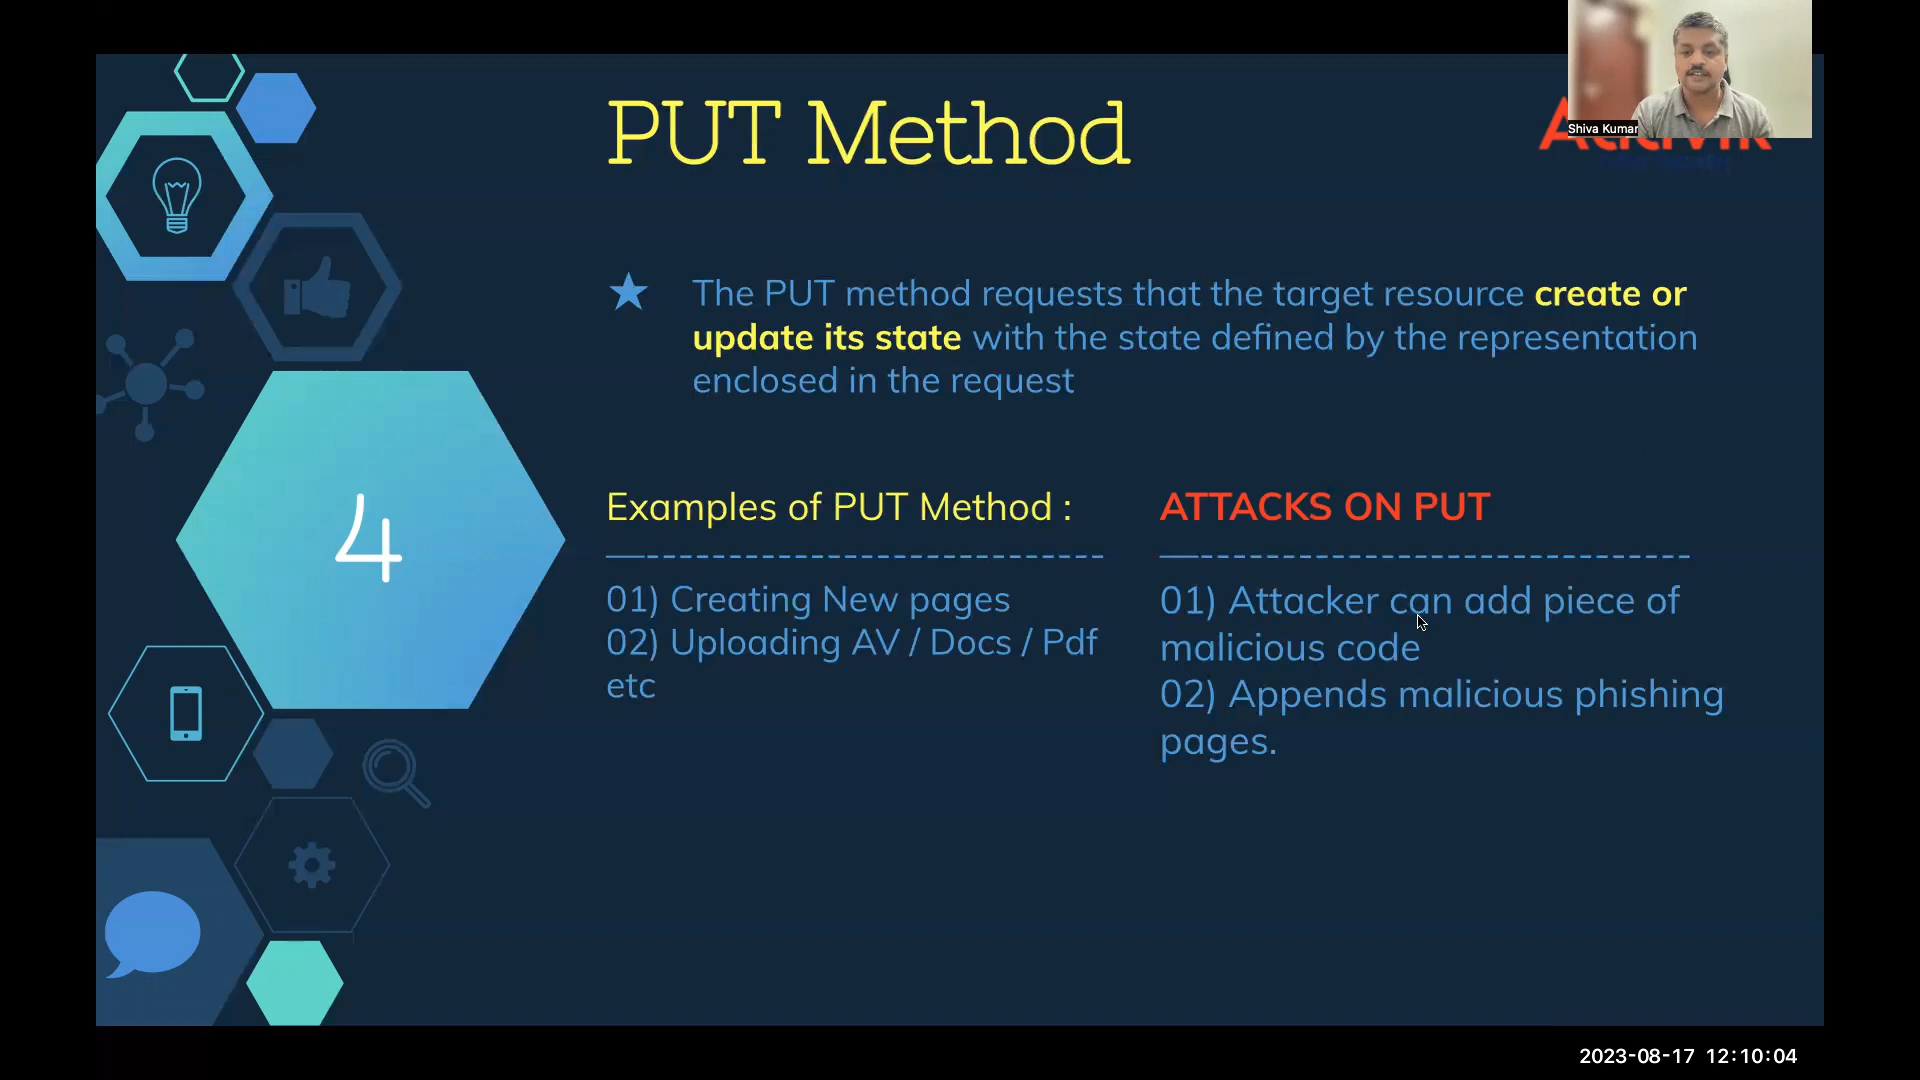 PUT Method
Shiva Kumar
The PUT method requests that the target resource create or
update its state with the state defined by the representation
enclosed in the request
4
Examples of PUT Method :
01) Creating New pages
02) Uploading AV / Docs / Pdf
etc
ATTACKS ON PUT
01) Attacker can add piece of
malicious code
02) Appends malicious phishing
pages.
2023-08-17 12:10:04